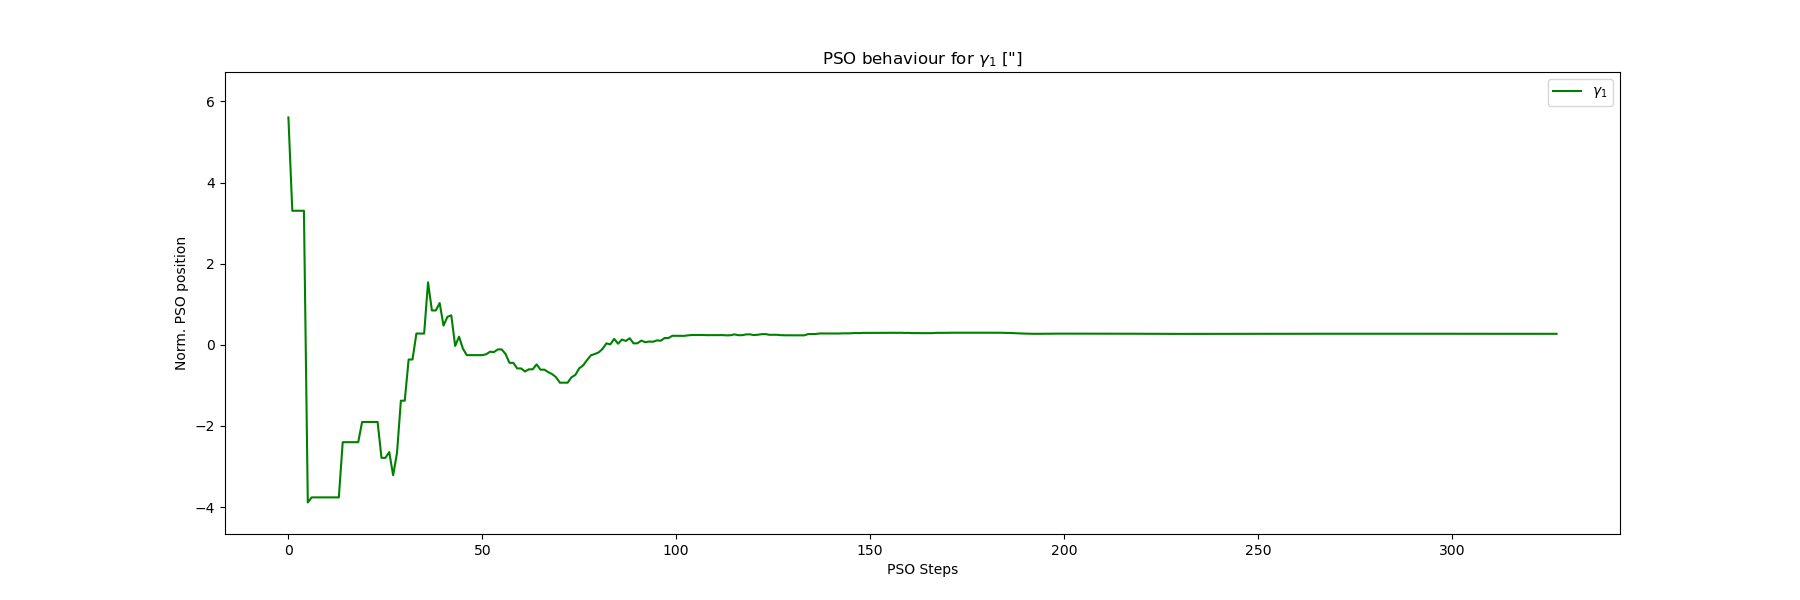 PSO behaviour for γ₁ ["]
γ₁
6
4
2
0
−2
−4
Norm. PSO position
0 50 100 150 200 250 300
PSO Steps